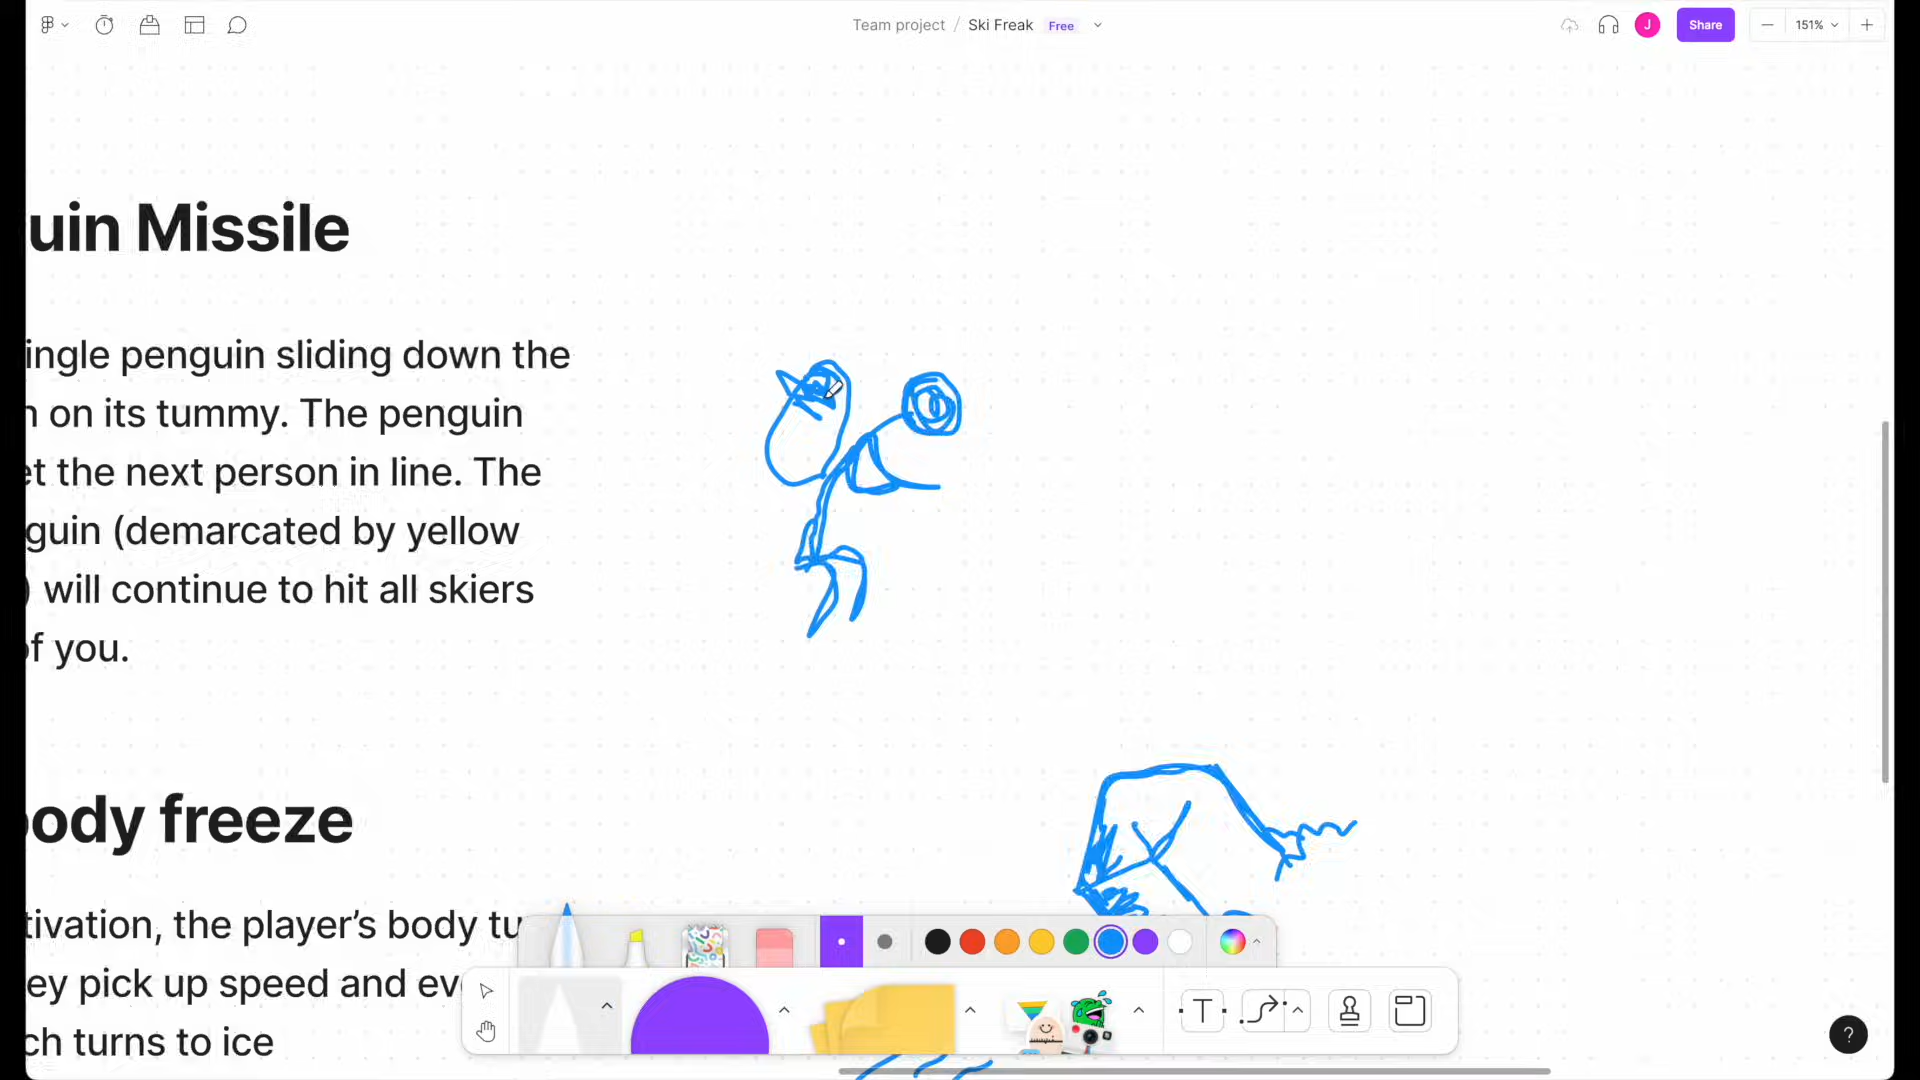 Team project / Ski Freak Free
J
Share
151%
uin Missile
ingle penguin sliding down the
n on its tummy. The penguin
et the next person in line. The
guin (demarcated by yellow
) will continue to hit all skiers
of you.
body freeze
tivation, the player’s body tu
ey pick up speed and ev
ch turns to ice
T
?